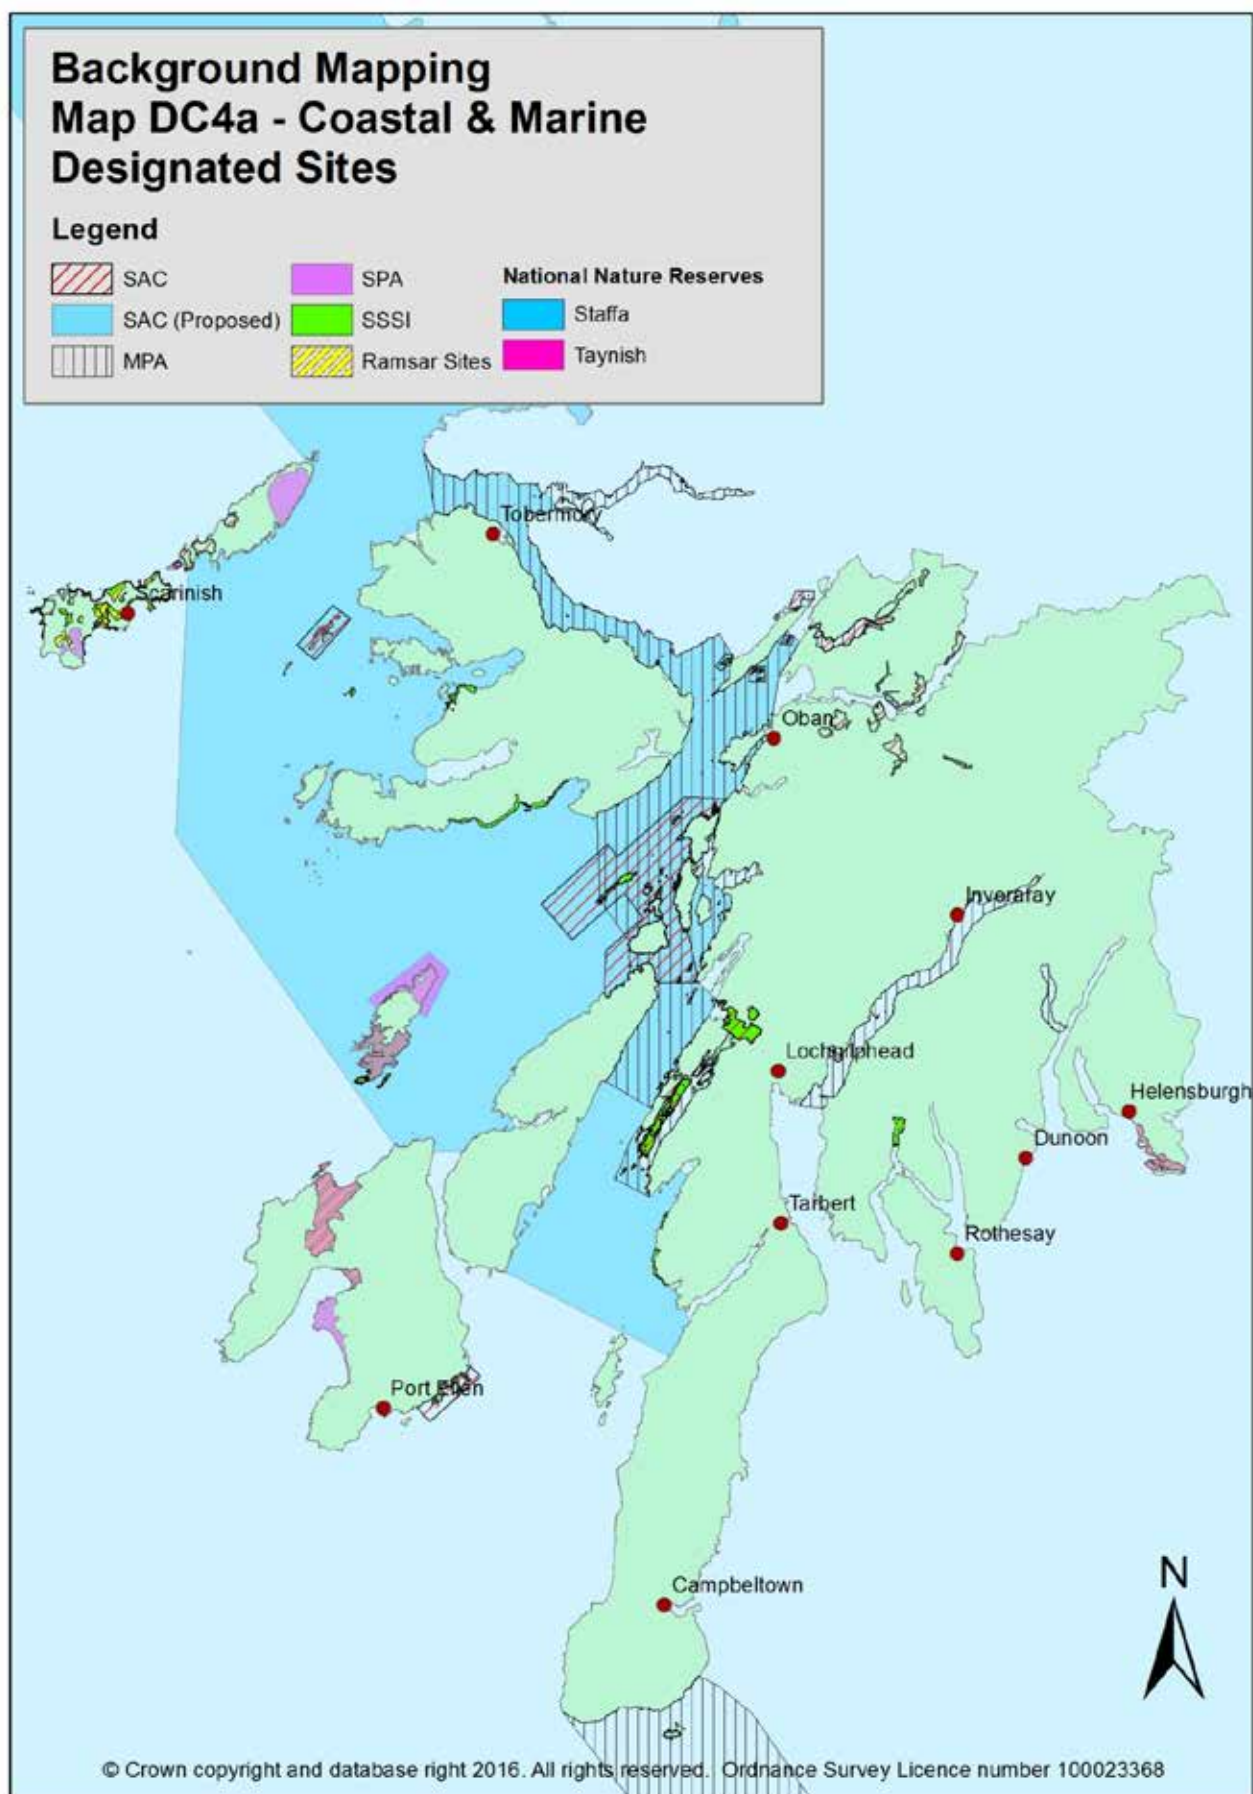 Background Mapping
Map DC4a - Coastal & Marine
Designated Sites
Legend
SAC
SAC (Proposed)
MPA
SPA
SSSI
Ramsar Sites
National Nature Reserves
Staffa
Taynish
Tobermory
Scarinish
Oban
Inveraray
Lochgilphead
Helensburgh
Dunoon
Tarbert
Rothesay
Port Ellen
Campbeltown
N
© Crown copyright and database right 2016. All rights reserved. Ordnance Survey Licence number 100023368